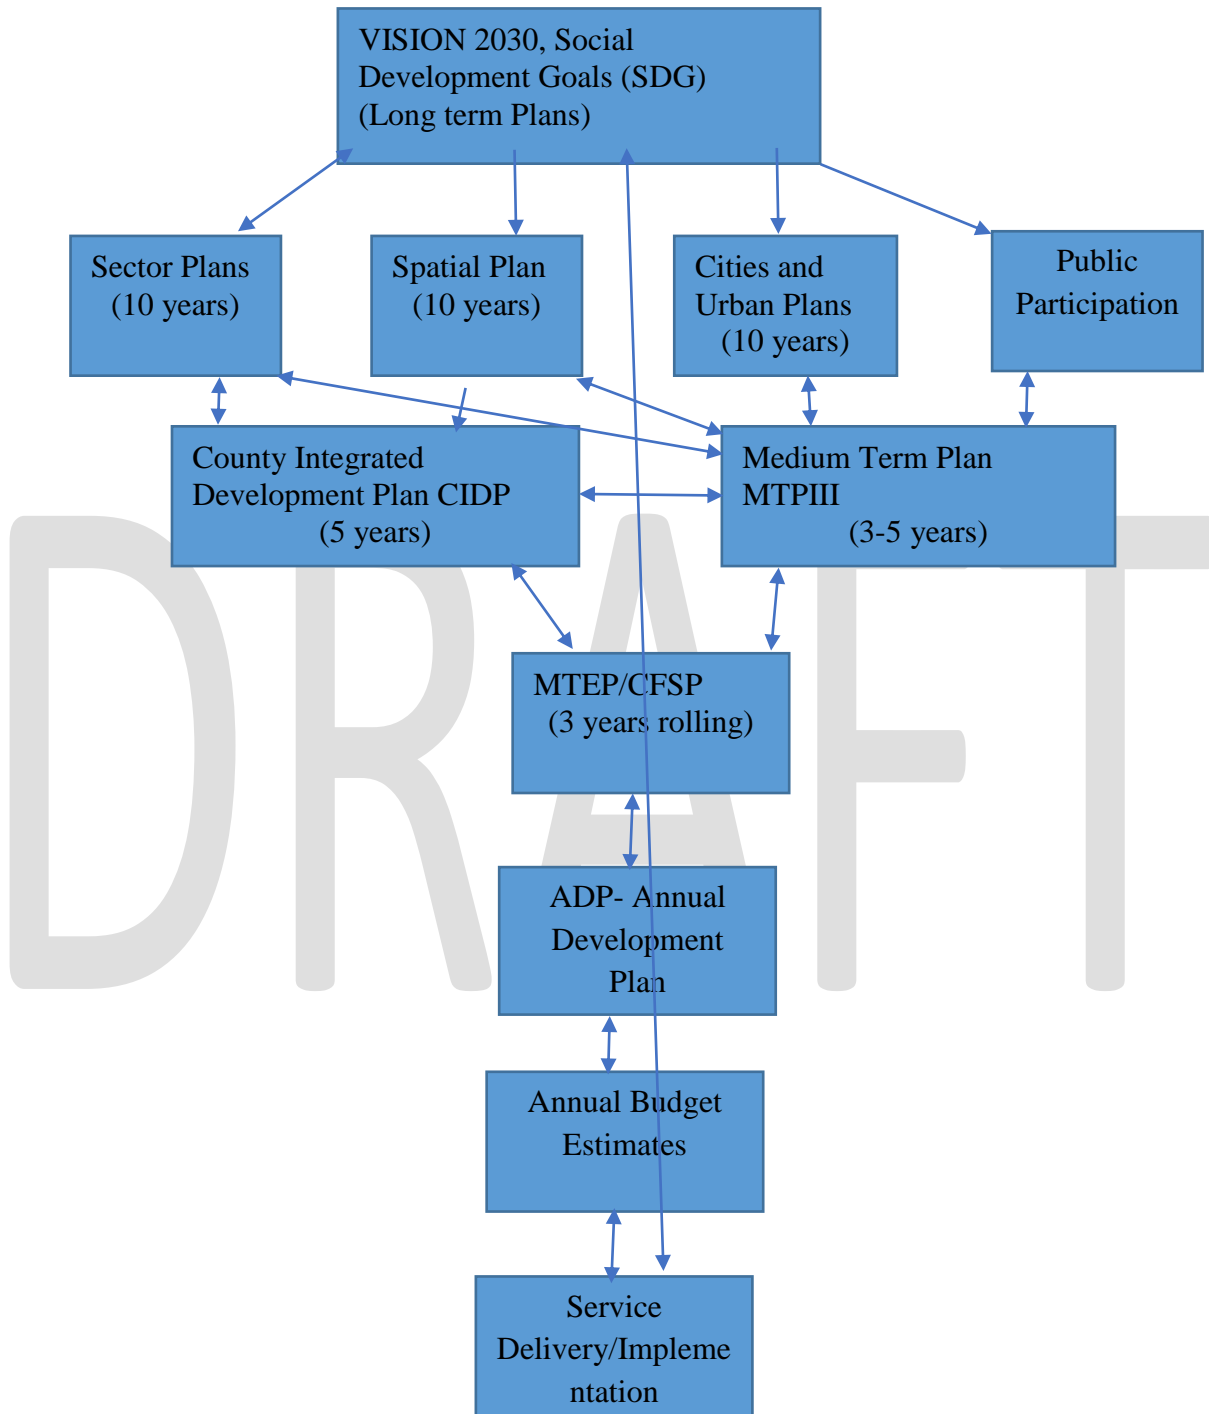 VISION 2030, Social
Development Goals (SDG)
(Long term Plans)
Sector Plans
(10 years)
Spatial Plan
(10 years)
Cities and
Urban Plans
(10 years)
Public
Participation
County Integrated
Development Plan CIDP
(5 years)
Medium Term Plan
MTPIII
(3-5 years)
DRAFT
MTEP/CFSP
(3 years rolling)
ADP- Annual
Development
Plan
Annual Budget
Estimates
Service
Delivery/Impleme
ntation